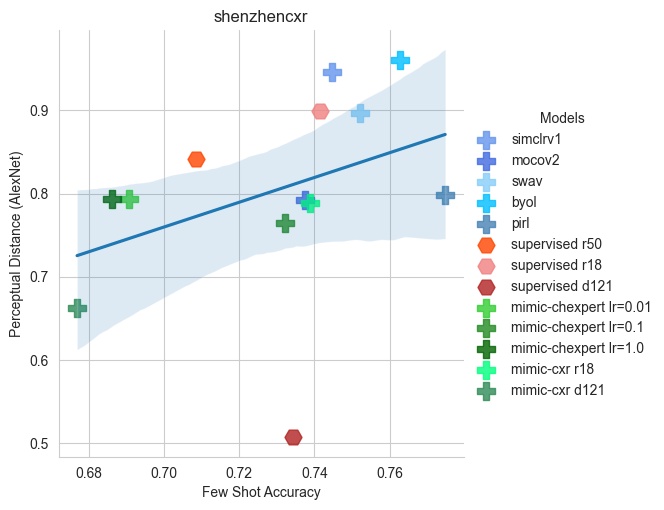 shenzhencxr
Perceptual Distance (AlexNet)
0.9
0.8
0.7
0.6
0.5
0.68 0.70 0.72 0.74 0.76
Few Shot Accuracy
Models
simclrv1
mocov2
swav
byol
pirl
supervised r50
supervised r18
supervised d121
mimic-chexpert lr=0.01
mimic-chexpert lr=0.1
mimic-chexpert lr=1.0
mimic-cxr r18
mimic-cxr d121